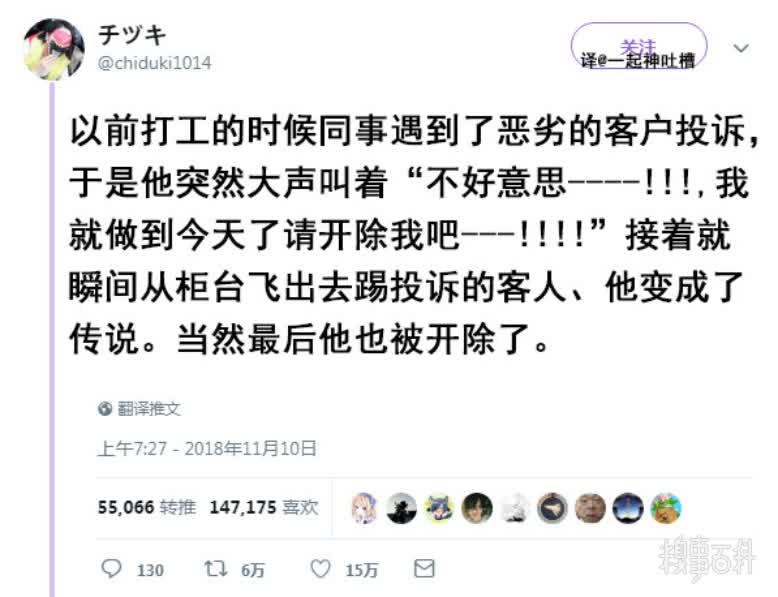 チヅキ
@chiduki1014
关注
译@一起神吐槽
以前打工的时候同事遇到了恶劣的客户投诉,
于是他突然大声叫着“不好意思----!!!,我
就做到今天了请开除我吧---!!!!”接着就
瞬间从柜台飞出去踢投诉的客人、他变成了
传说。当然最后他也被开除了。
翻译推文
上午7:27 - 2018年11月10日
55,066 转推 147,175 喜欢
130 6万 15万
糗事百科